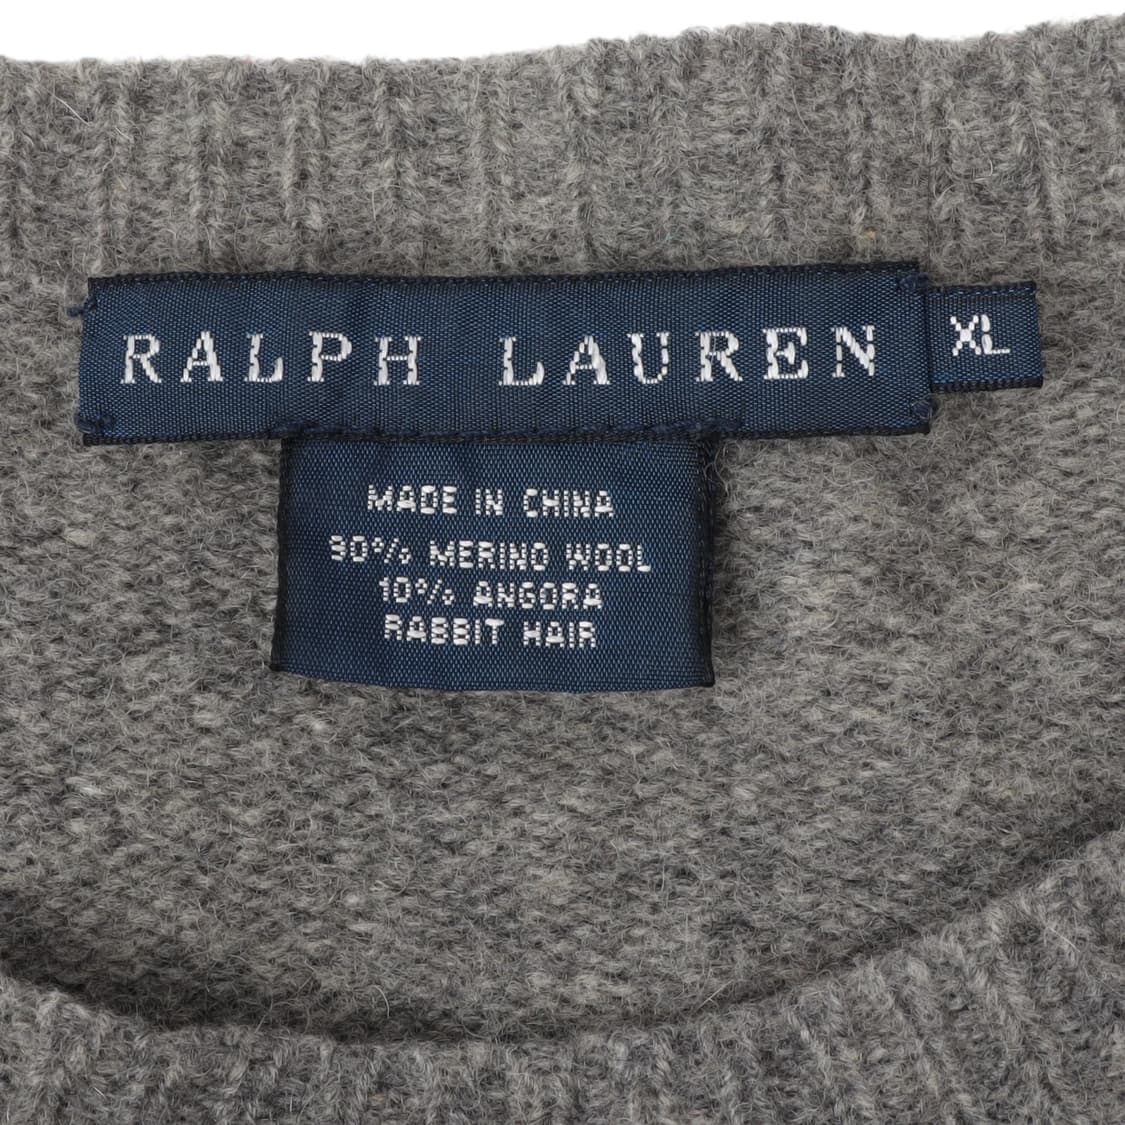 RALPH LAUREN
XL
MADE IN CHINA
90% MERINO WOOL
10% ANGORA
RABBIT HAIR